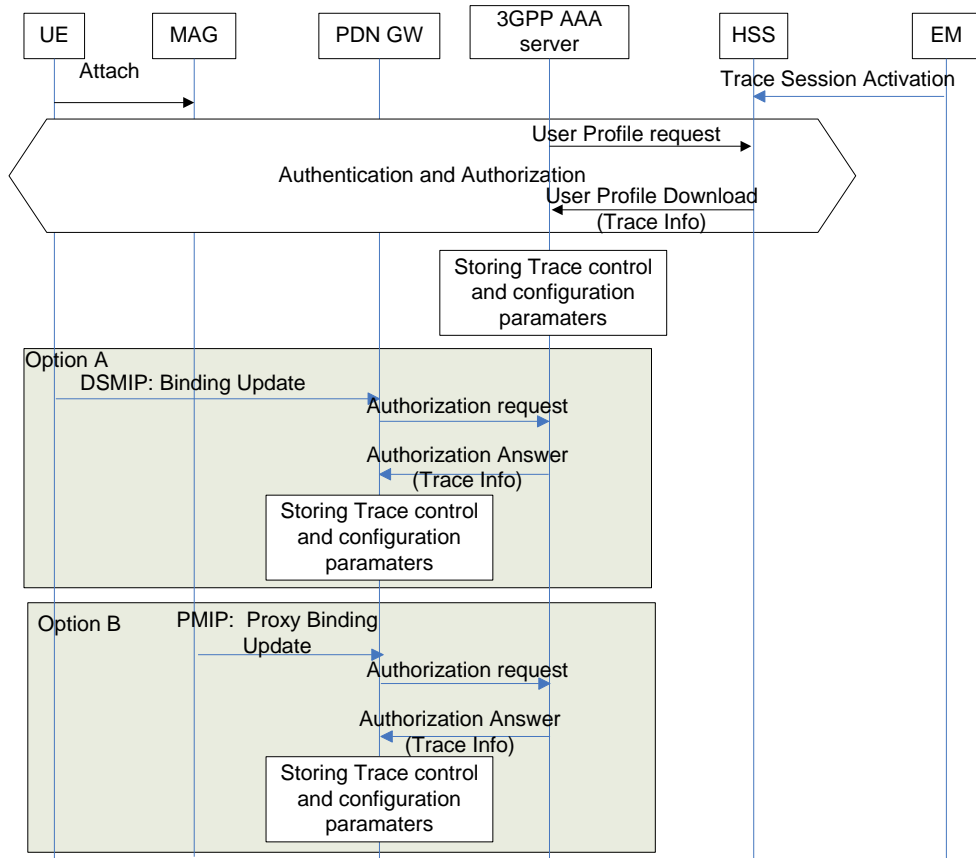 UE
MAG
PDN GW
3GPP AAA
server
HSS
EM
Attach
Trace Session Activation
User Profile request
Authentication and Authorization
User Profile Download
(Trace Info)
Storing Trace control
and configuration
paramaters
Option A
DSMIP: Binding Update
Authorization request
Authorization Answer
(Trace Info)
Storing Trace control
and configuration
paramaters
Option B
PMIP: Proxy Binding
Update
Authorization request
Authorization Answer
(Trace Info)
Storing Trace control
and configuration
paramaters